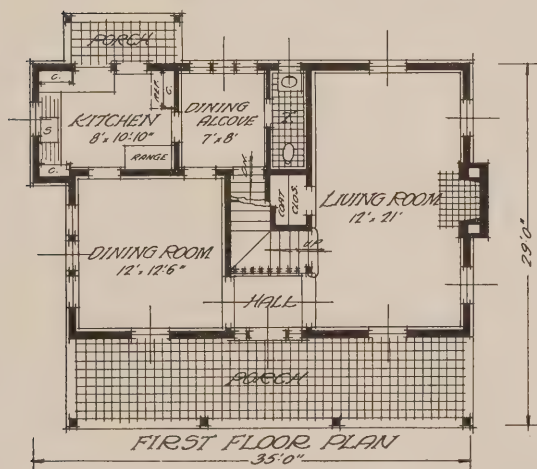 PORCH
C.
REF.
C.
KITCHEN
8' x 10'-10"
S
RANGE
C.
DINING
ALCOVE
7' x 8'
T.
COAT
CLOS.
LIVING ROOM
12' x 21'
DINING ROOM
12' x 12'6"
UP
HALL
29'0"
PORCH
FIRST FLOOR PLAN
35'0"